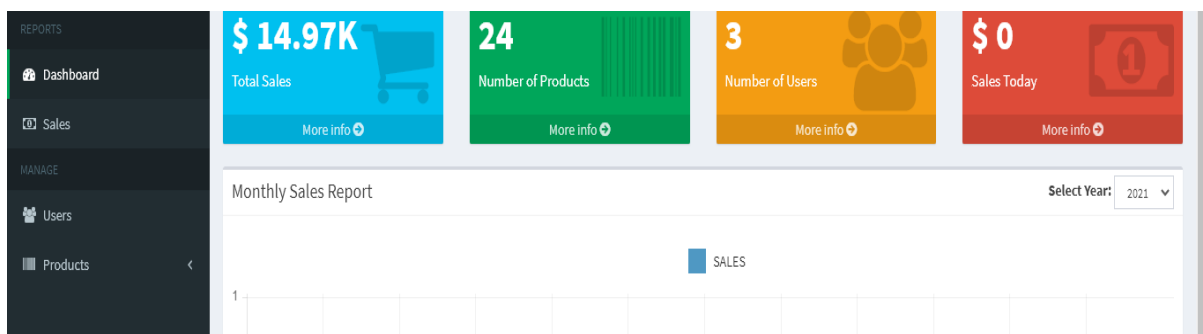 REPORTS
Dashboard
Sales
MANAGE
Users
Products
$ 14.97K
Total Sales
More info
24
Number of Products
More info
3
Number of Users
More info
$ 0
Sales Today
1
More info
Monthly Sales Report
Select Year: 2021
SALES
1